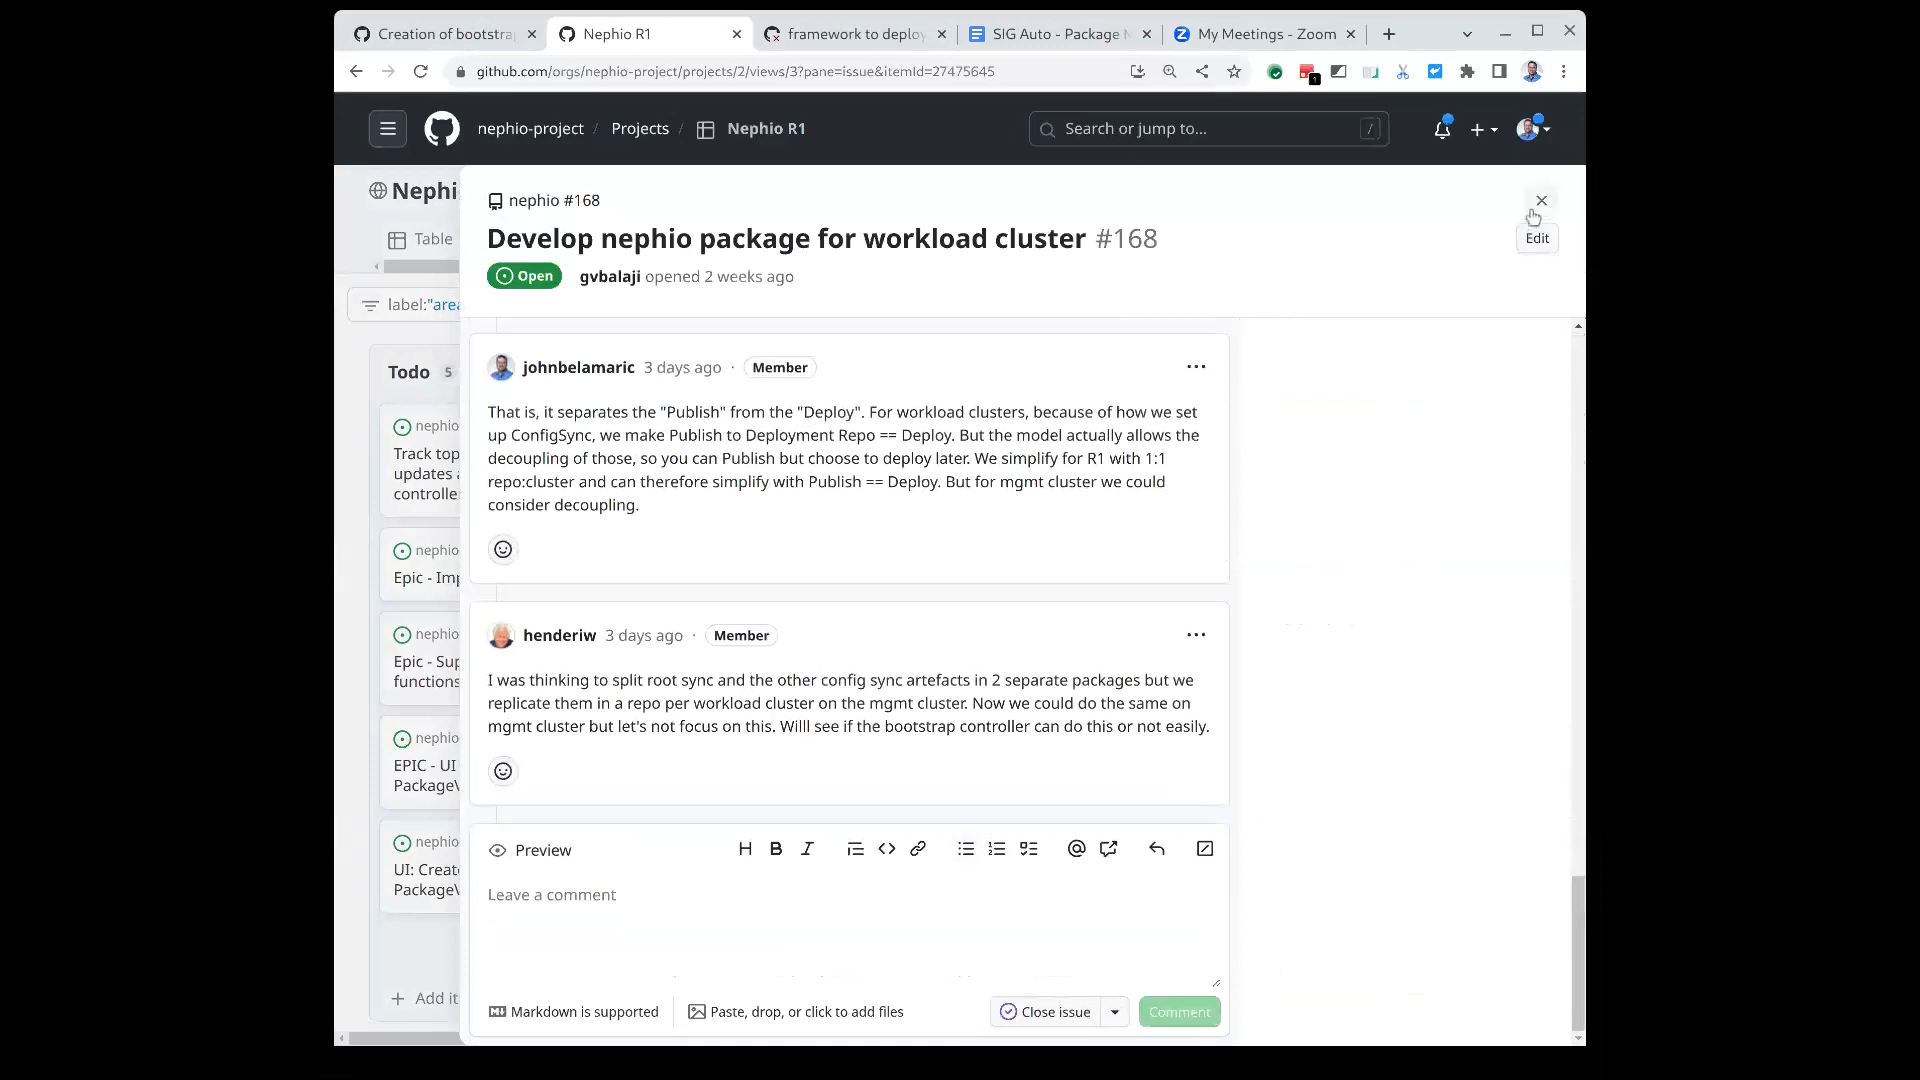 Creation of bootstra
Nephio R1
framework to deploy
SIG Auto - Package N
My Meetings - Zoom
github.com/orgs/nephio-project/projects/2/views/3?pane=issue&itemId=27475645
1
nephio-project / Projects / Nephio R1
Search or jump to...
/
Nephi
nephio #168
Develop nephio package for workload cluster #168
Edit
Table
Open
gvbalaji opened 2 weeks ago
label:"area
Todo 5
nephio
Track top
updates a
controlle
nephio
Epic - Imp
nephio
Epic - Sup
functions
nephio
EPIC - UI
PackageV
nephio
UI: Create
PackageV
Add it
johnbelamaric 3 days ago · Member
That is, it separates the "Publish" from the "Deploy". For workload clusters, because of how we set
up ConfigSync, we make Publish to Deployment Repo == Deploy. But the model actually allows the
decoupling of those, so you can Publish but choose to deploy later. We simplify for R1 with 1:1
repo:cluster and can therefore simplify with Publish == Deploy. But for mgmt cluster we could
consider decoupling.
henderiw 3 days ago · Member
I was thinking to split root sync and the other config sync artefacts in 2 separate packages but we
replicate them in a repo per workload cluster on the mgmt cluster. Now we could do the same on
mgmt cluster but let's not focus on this. Willl see if the bootstrap controller can do this or not easily.
Preview
Leave a comment
Markdown is supported
Paste, drop, or click to add files
Close issue
Comment